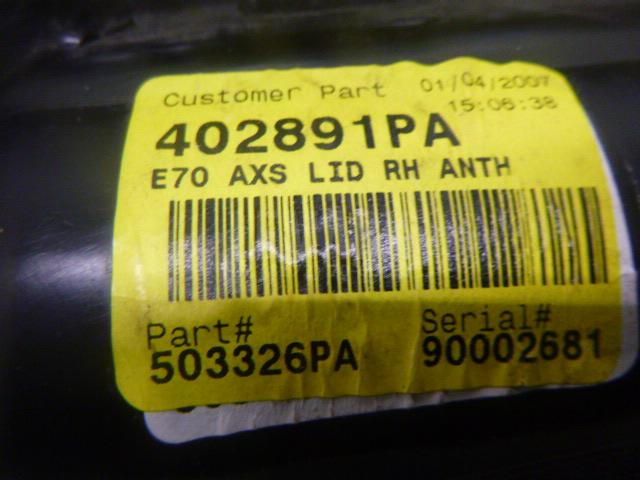 Customer Part 01/04/2007
15:06:38
402891PA
E70 AXS LID RH ANTH
Part# Serial#
503326PA 90002681